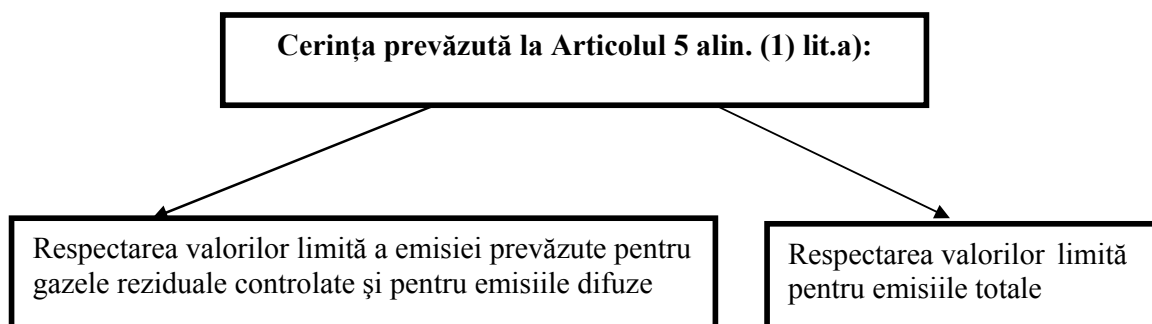 Cerința prevăzută la Articolul 5 alin. (1) lit.a):
Respectarea valorilor limită a emisiei prevăzute pentru
gazele reziduale controlate şi pentru emisiile difuze
Respectarea valorilor limită
pentru emisiile totale